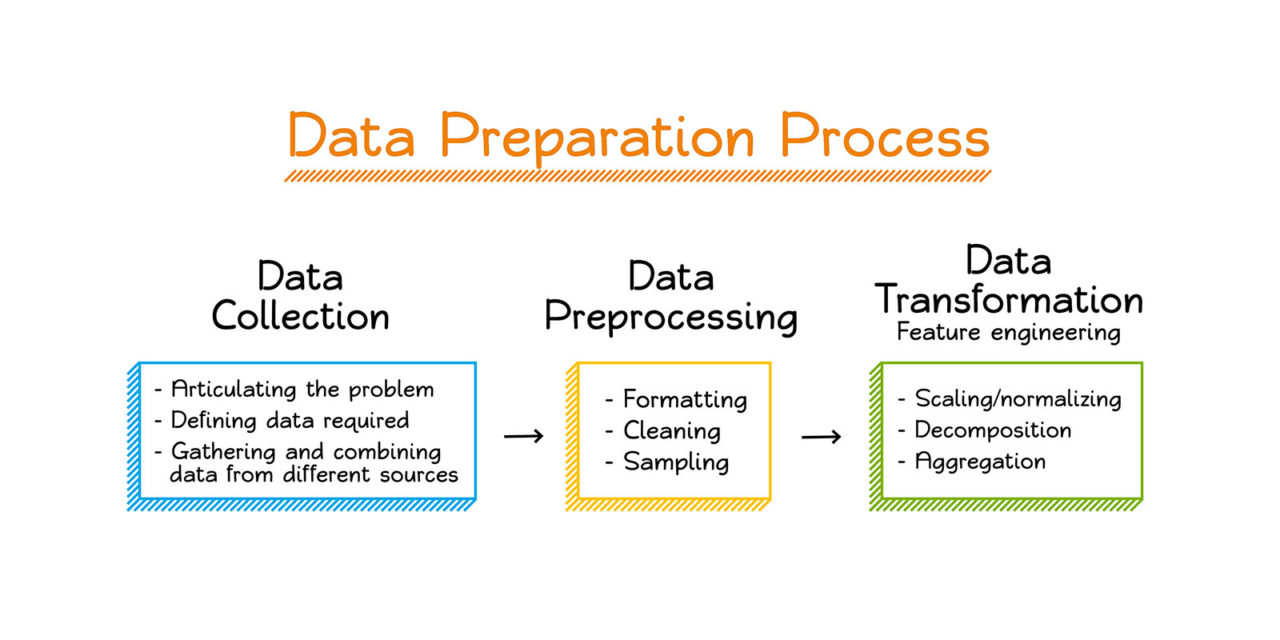 Data Preparation Process
Data
Collection
- Articulating the problem
- Defining data required
- Gathering and combining
data from different sources
Data
Preprocessing
- Formatting
- Cleaning
- Sampling
Data
Transformation
Feature engineering
- Scaling/normalizing
- Decomposition
- Aggregation